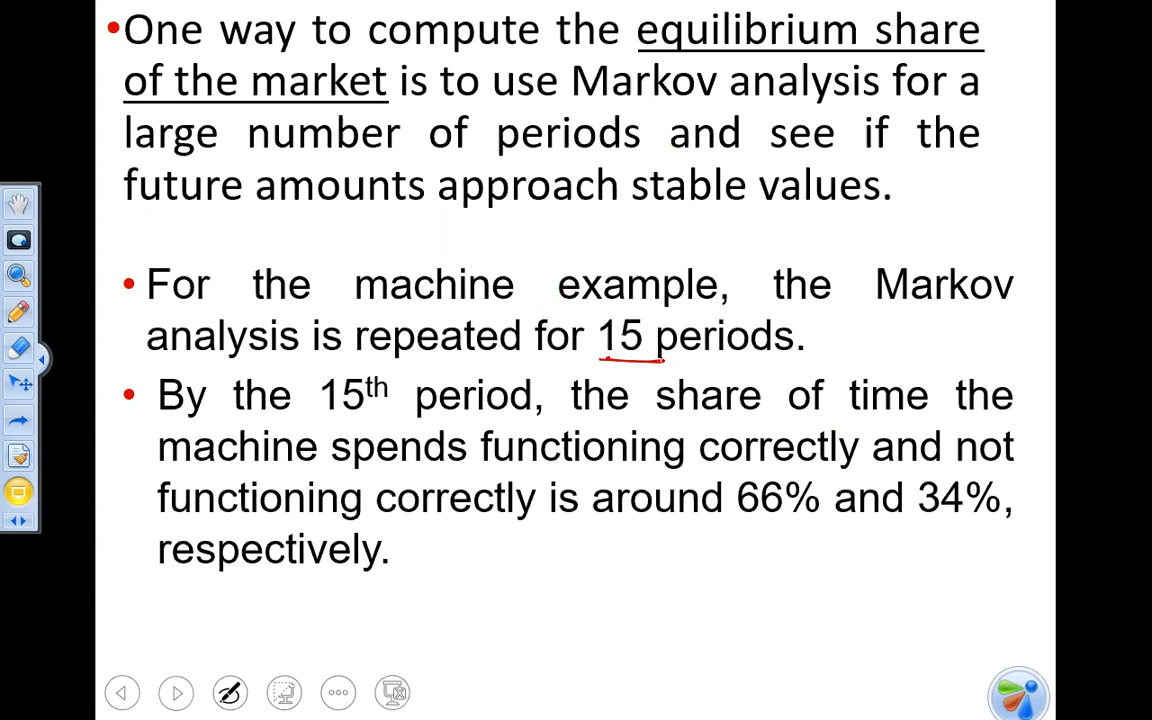 •One way to compute the equilibrium share
of the market is to use Markov analysis for a
large number of periods and see if the
future amounts approach stable values.
• For the machine example, the Markov
analysis is repeated for 15 periods.
• By the 15th period, the share of time the
machine spends functioning correctly and not
functioning correctly is around 66% and 34%,
respectively.